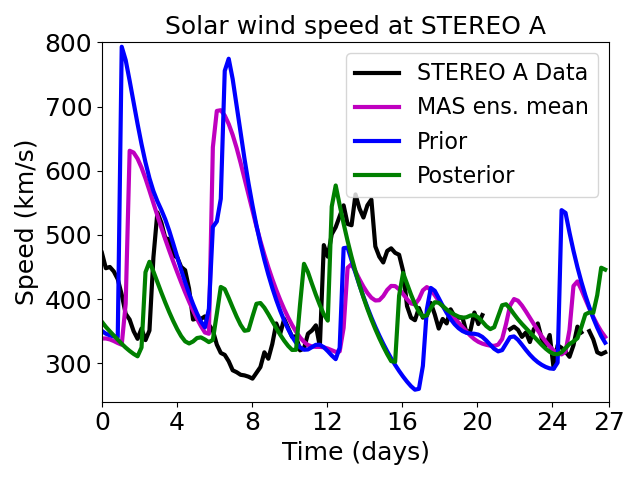 Solar wind speed at STEREO A
800
700
600
500
400
300
Speed (km/s)
STEREO A Data
MAS ens. mean
Prior
Posterior
0 4 8 12 16 20 24 27
Time (days)